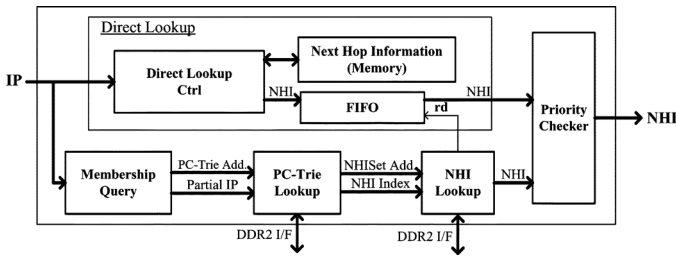 Direct Lookup
IP
Direct Lookup
Ctrl
Next Hop Information
(Memory)
NHI
FIFO
NHI
rd
Priority
Checker
NHI
Membership
Query
PC-Trie Add.
Partial IP
PC-Trie
Lookup
NHISet Add.
NHI Index
NHI
Lookup
NHI
DDR2 I/F
DDR2 I/F